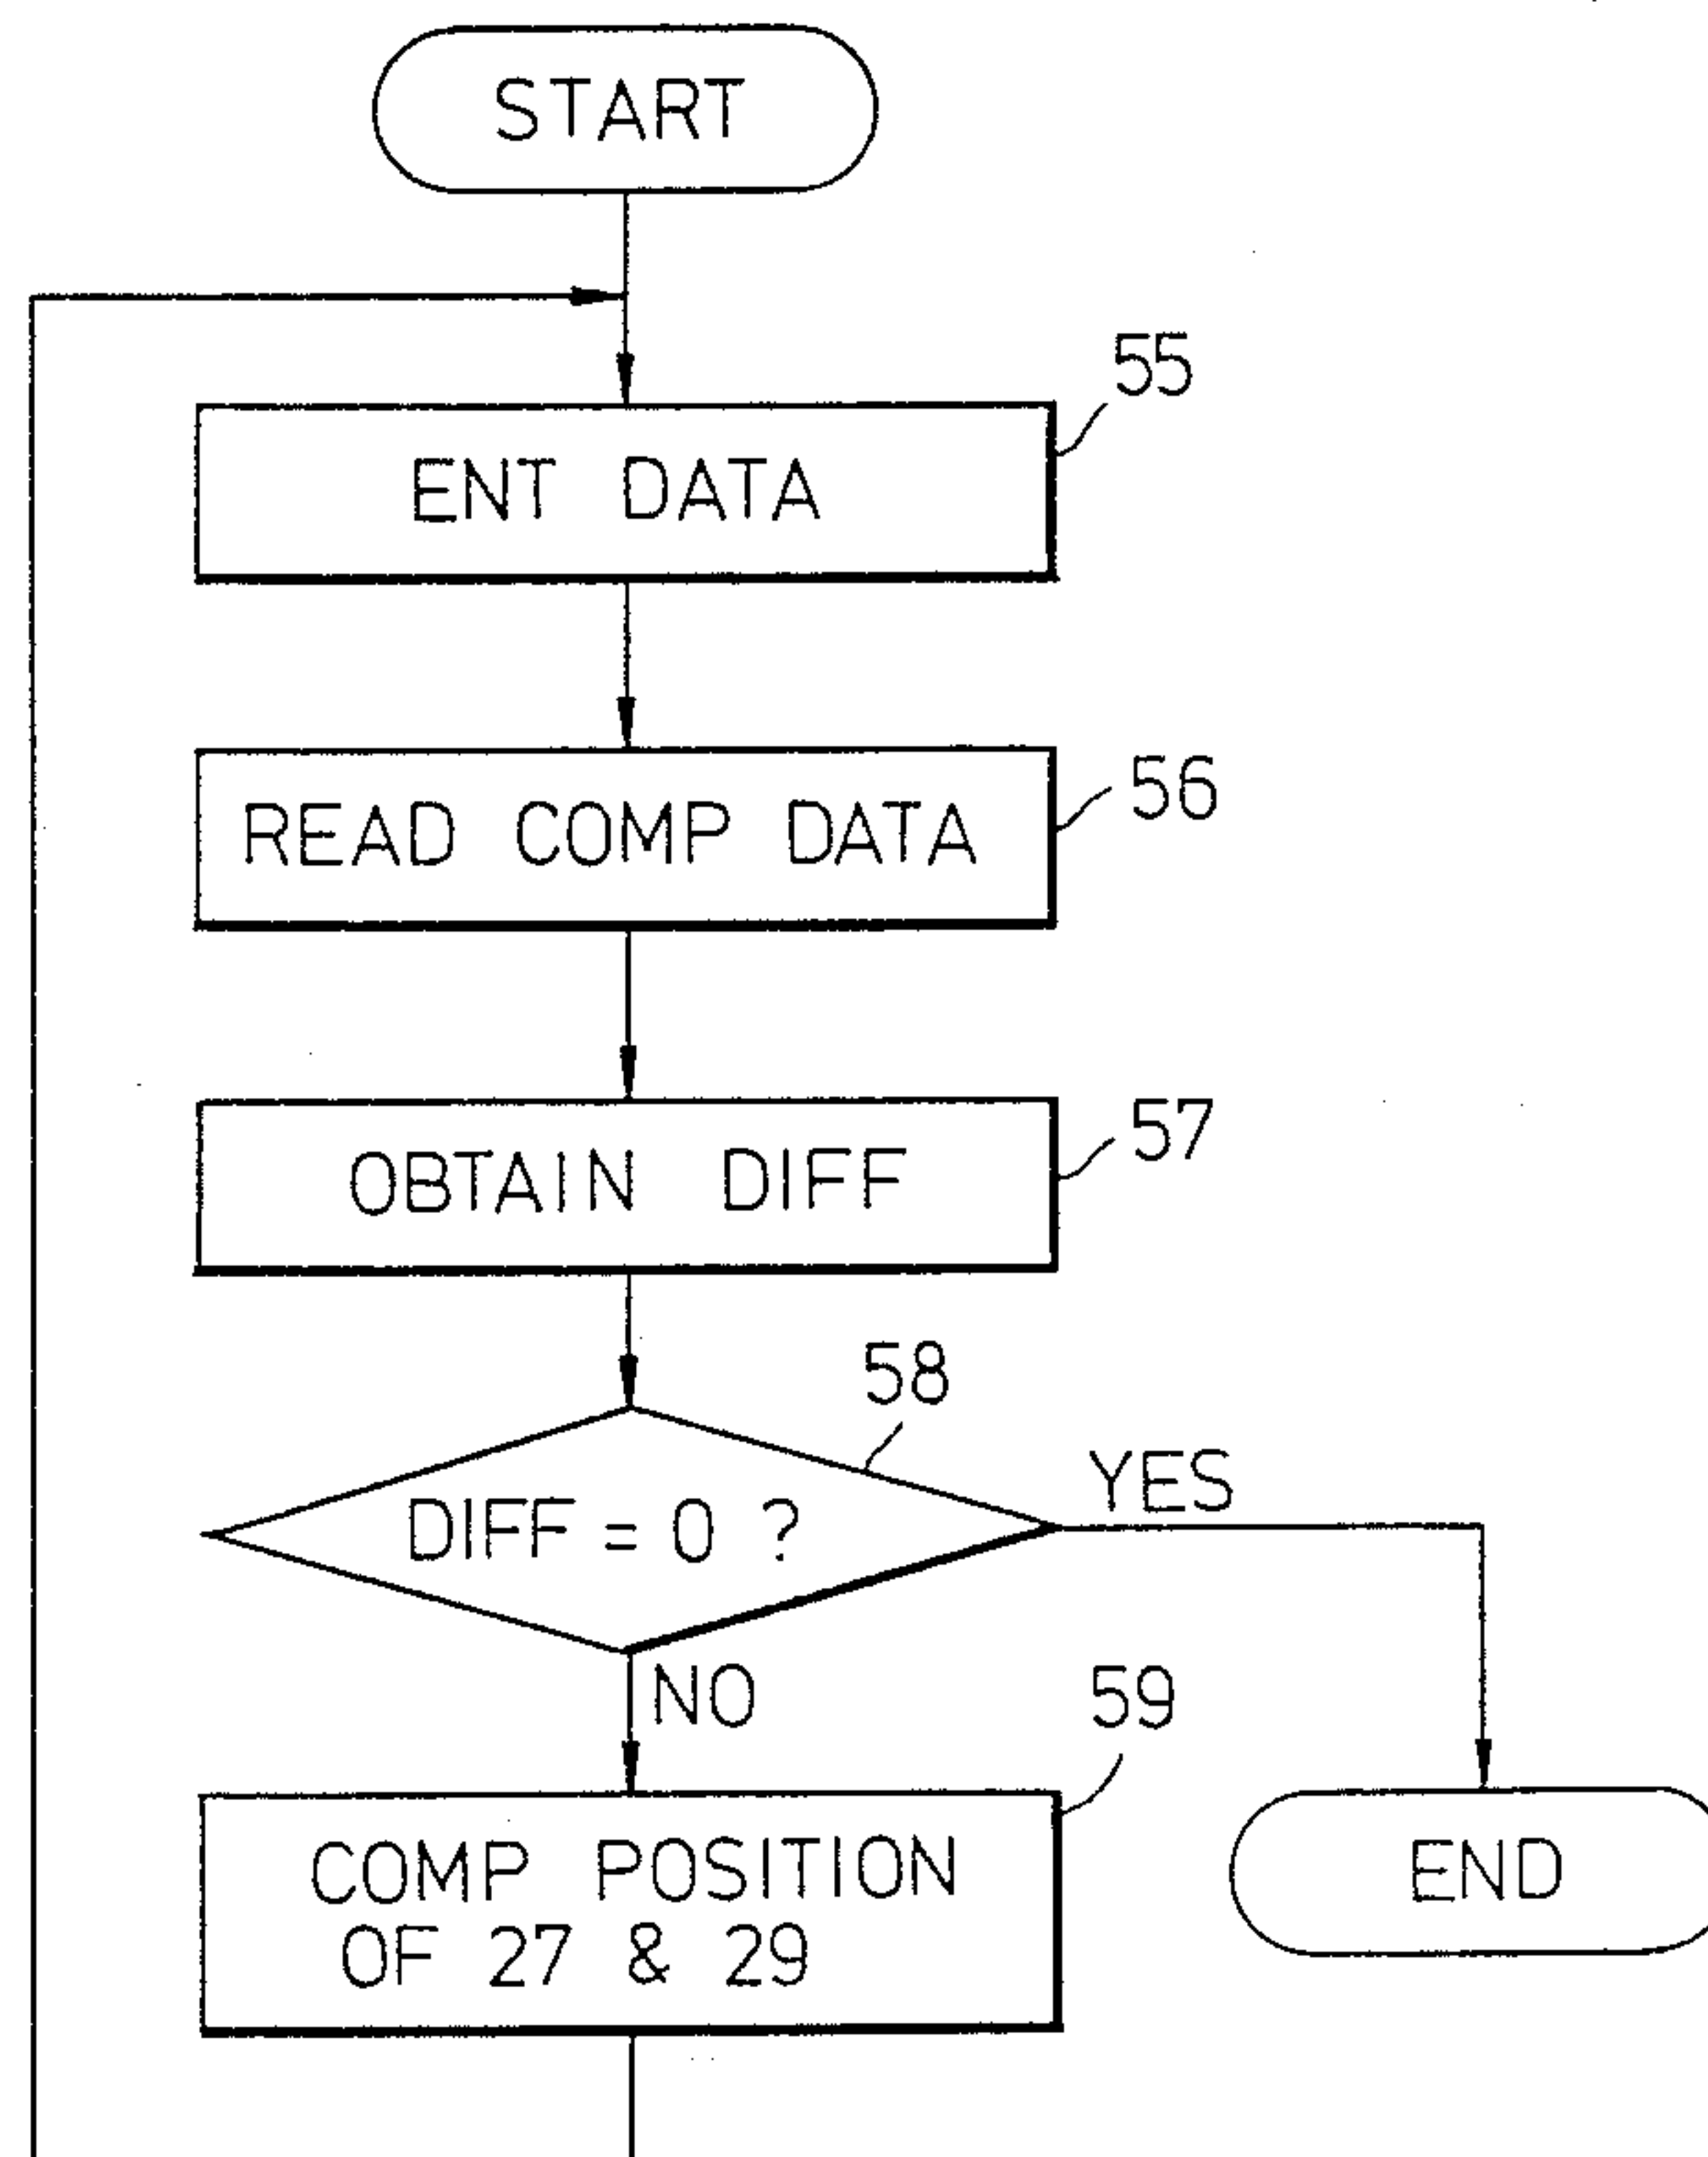 START
55
ENT DATA
56
READ COMP DATA
57
OBTAIN DIFF
58
DIFF = 0 ?
YES
NO
59
COMP POSITION
OF 27 & 29
END